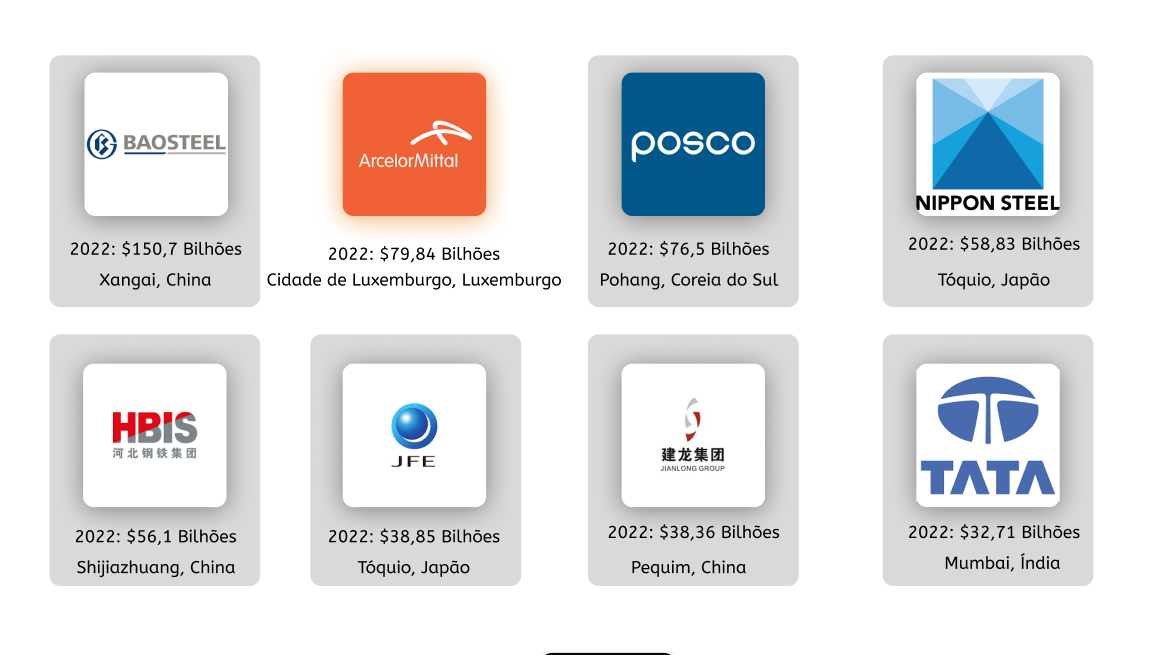 BAOSTEEL
ArcelorMittal
posco
NIPPON STEEL
2022: $150,7 Bilhões
Xangai, China
2022: $79,84 Bilhões
Cidade de Luxemburgo, Luxemburgo
2022: $76,5 Bilhões
Pohang, Coreia do Sul
2022: $58,83 Bilhões
Tóquio, Japão
HBIS
河北钢铁集团
JFE
建龙集团
JIANLONG GROUP
TATA
2022: $56,1 Bilhões
Shijiazhuang, China
2022: $38,85 Bilhões
Tóquio, Japão
2022: $38,36 Bilhões
Pequim, China
2022: $32,71 Bilhões
Mumbai, Índia